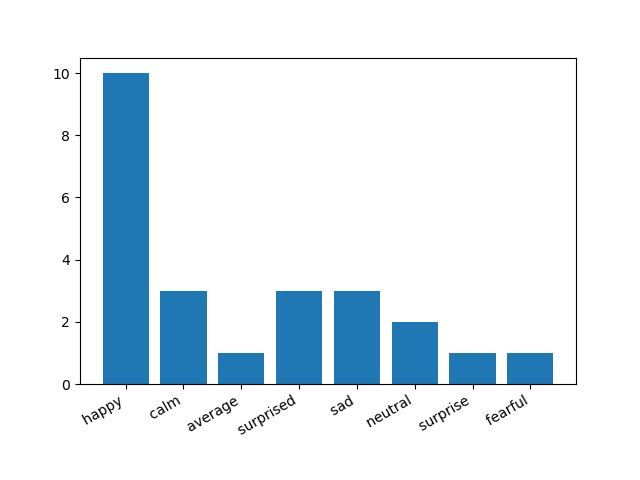 10
8
6
4
2
0
happy
calm
average
surprised
sad
neutral
surprise
fearful